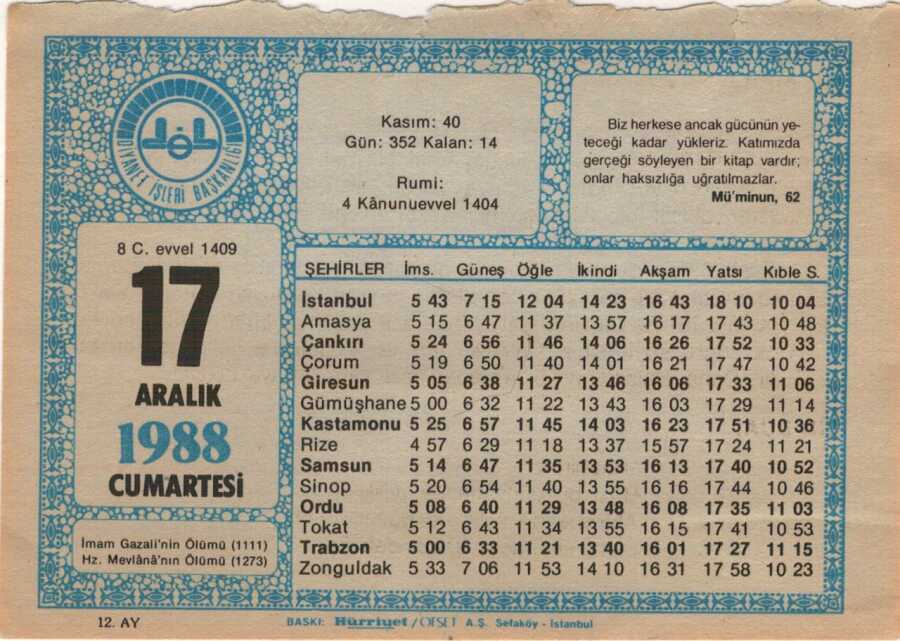 DİYANET İŞLERİ BAŞKANLIĞI
Kasım: 40
Gün: 352 Kalan: 14
Rumi:
4 Kânunuevvel 1404
Biz herkese ancak gücünün ye-
teceği kadar yükleriz. Katımızda
gerçeği söyleyen bir kitap vardır;
onlar haksızlığa uğratılmazlar.
Mü'minun, 62
8 C. evvel 1409
17
ARALIK
1988
CUMARTESİ
İmam Gazali'nin Ölümü (1111)
Hz. Mevlânâ'nın Ölümü (1273)
ŞEHİRLER İms. Güneş Öğle İkindi Akşam Yatsı Kıble S.
İstanbul 5 43 7 15 12 04 14 23 16 43 18 10 10 04
Amasya 5 15 6 47 11 37 13 57 16 17 17 43 10 48
Çankırı 5 24 6 56 11 46 14 06 16 26 17 52 10 33
Çorum 5 19 6 50 11 40 14 01 16 21 17 47 10 42
Giresun 5 05 6 38 11 27 13 46 16 06 17 33 11 06
Gümüşhane 5 00 6 32 11 22 13 43 16 03 17 29 11 14
Kastamonu 5 25 6 57 11 45 14 03 16 23 17 51 10 36
Rize 4 57 6 29 11 18 13 37 15 57 17 24 11 21
Samsun 5 14 6 47 11 35 13 53 16 13 17 40 10 52
Sinop 5 20 6 54 11 40 13 55 16 16 17 44 10 46
Ordu 5 08 6 40 11 29 13 48 16 08 17 35 11 03
Tokat 5 12 6 43 11 34 13 55 16 15 17 41 10 53
Trabzon 5 00 6 33 11 21 13 40 16 01 17 27 11 15
Zonguldak 5 33 7 06 11 53 14 10 16 31 17 58 10 23
12. AY
BASKI: Hürriyet / OFSET A.Ş. Sefaköy - İstanbul